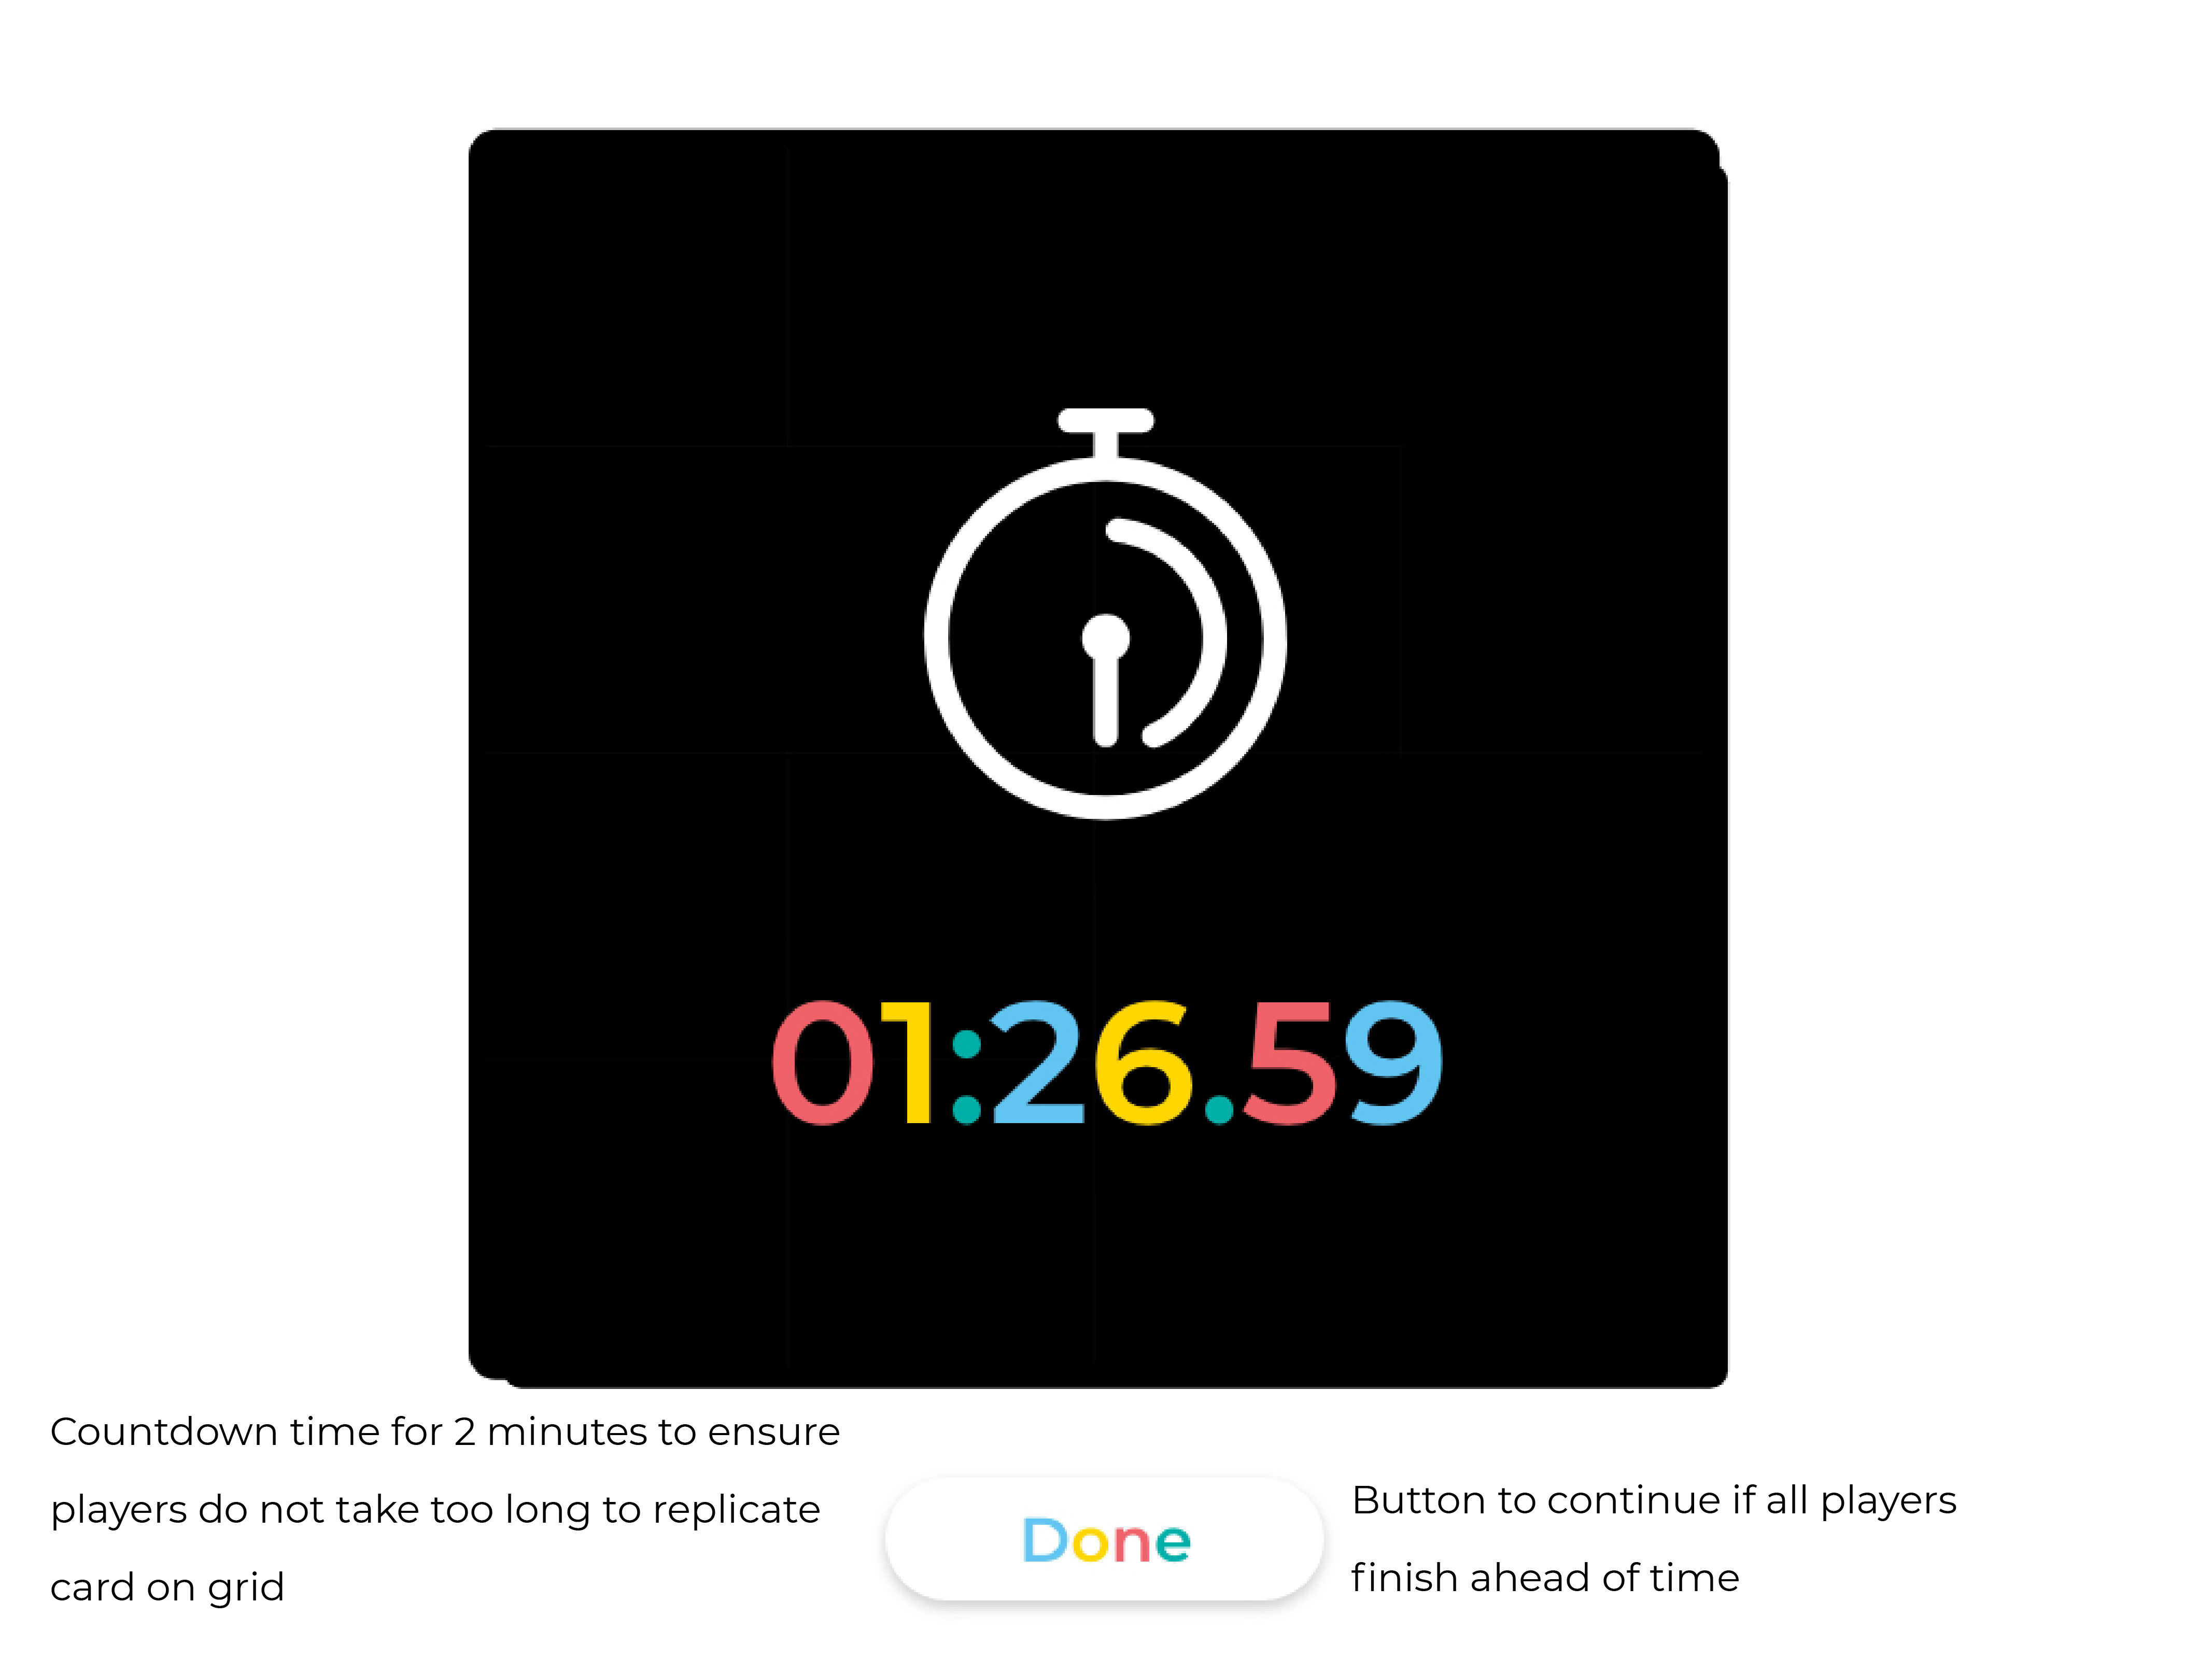 01:26.59
Countdown time for 2 minutes to ensure
players do not take too long to replicate
card on grid
Done
Button to continue if all players
finish ahead of time